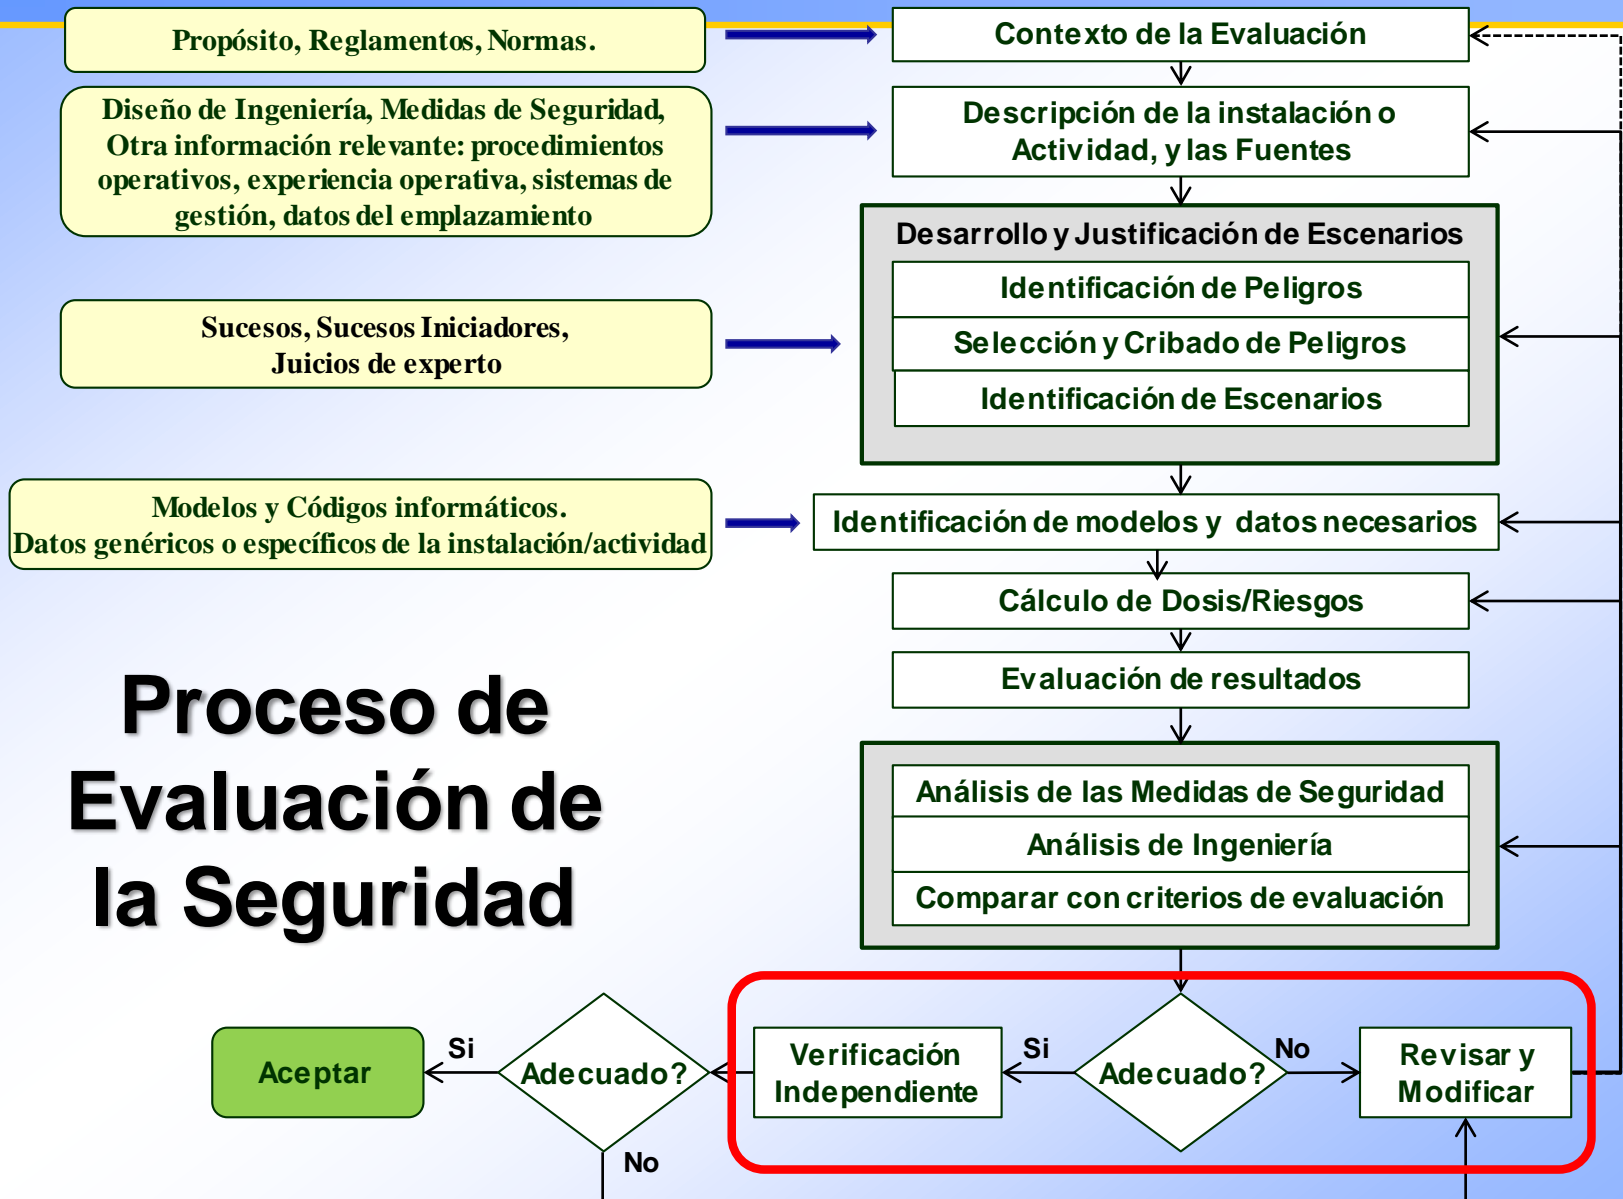 Propósito, Reglamentos, Normas.
Contexto de la Evaluación
Diseño de Ingeniería, Medidas de Seguridad,
Otra información relevante: procedimientos
operativos, experiencia operativa, sistemas de
gestión, datos del emplazamiento
Descripción de la instalación o
Actividad, y las Fuentes
Desarrollo y Justificación de Escenarios
Identificación de Peligros
Selección y Cribado de Peligros
Identificación de Escenarios
Sucesos, Sucesos Iniciadores,
Juicios de experto
Modelos y Códigos informáticos.
Datos genéricos o específicos de la instalación/actividad
Identificación de modelos y datos necesarios
Cálculo de Dosis/Riesgos
Evaluación de resultados
Proceso de
Evaluación de
la Seguridad
Análisis de las Medidas de Seguridad
Análisis de Ingeniería
Comparar con criterios de evaluación
Aceptar
Si
Adecuado?
No
Verificación
Independiente
Si
Adecuado?
No
Revisar y
Modificar